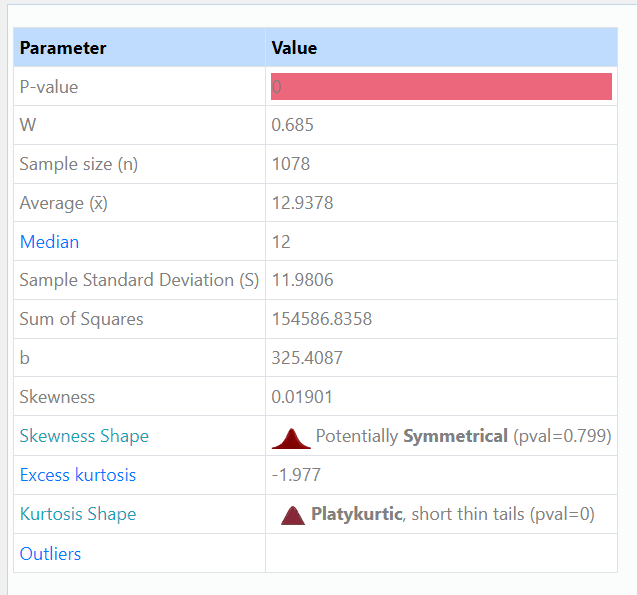 Parameter Value
P-value 0
W 0.685
Sample size (n) 1078
Average (x̄) 12.9378
Median 12
Sample Standard Deviation (S) 11.9806
Sum of Squares 154586.8358
b 325.4087
Skewness 0.01901
Skewness Shape Potentially Symmetrical (pval=0.799)
Excess kurtosis -1.977
Kurtosis Shape Platykurtic, short thin tails (pval=0)
Outliers